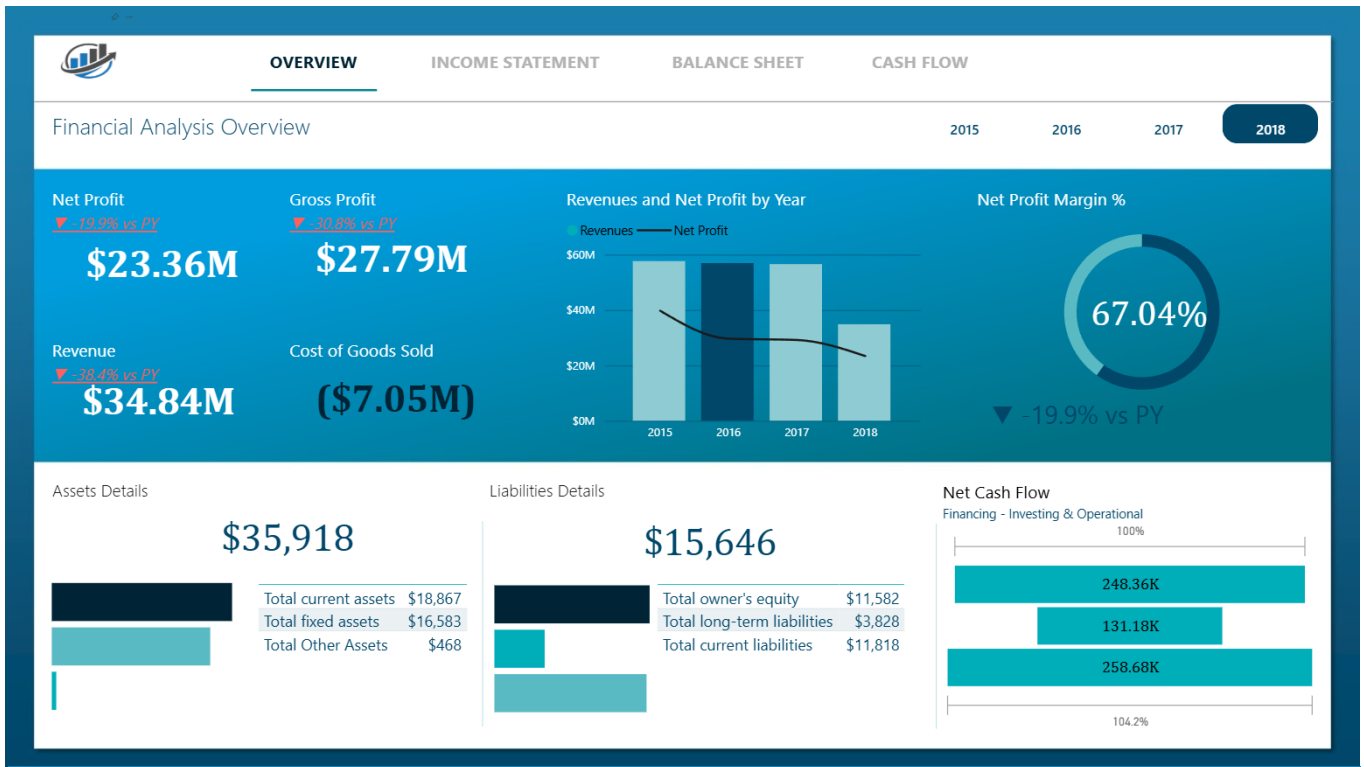 OVERVIEW INCOME STATEMENT BALANCE SHEET CASH FLOW
Financial Analysis Overview
2015 2016 2017 2018
Net Profit
▼ -19.9% vs PY
$23.36M
Gross Profit
▼ -30.8% vs PY
$27.79M
Revenue
▼ -38.4% vs PY
$34.84M
Cost of Goods Sold
($7.05M)
Revenues and Net Profit by Year
Revenues Net Profit
$60M
$40M
$20M
$0M
2015 2016 2017 2018
Net Profit Margin %
67.04%
▼ -19.9% vs PY
Assets Details
$35,918
Total current assets $18,867
Total fixed assets $16,583
Total Other Assets $468
Liabilities Details
$15,646
Total owner's equity $11,582
Total long-term liabilities $3,828
Total current liabilities $11,818
Net Cash Flow
Financing - Investing & Operational
100%
248.36K
131.18K
258.68K
104.2%